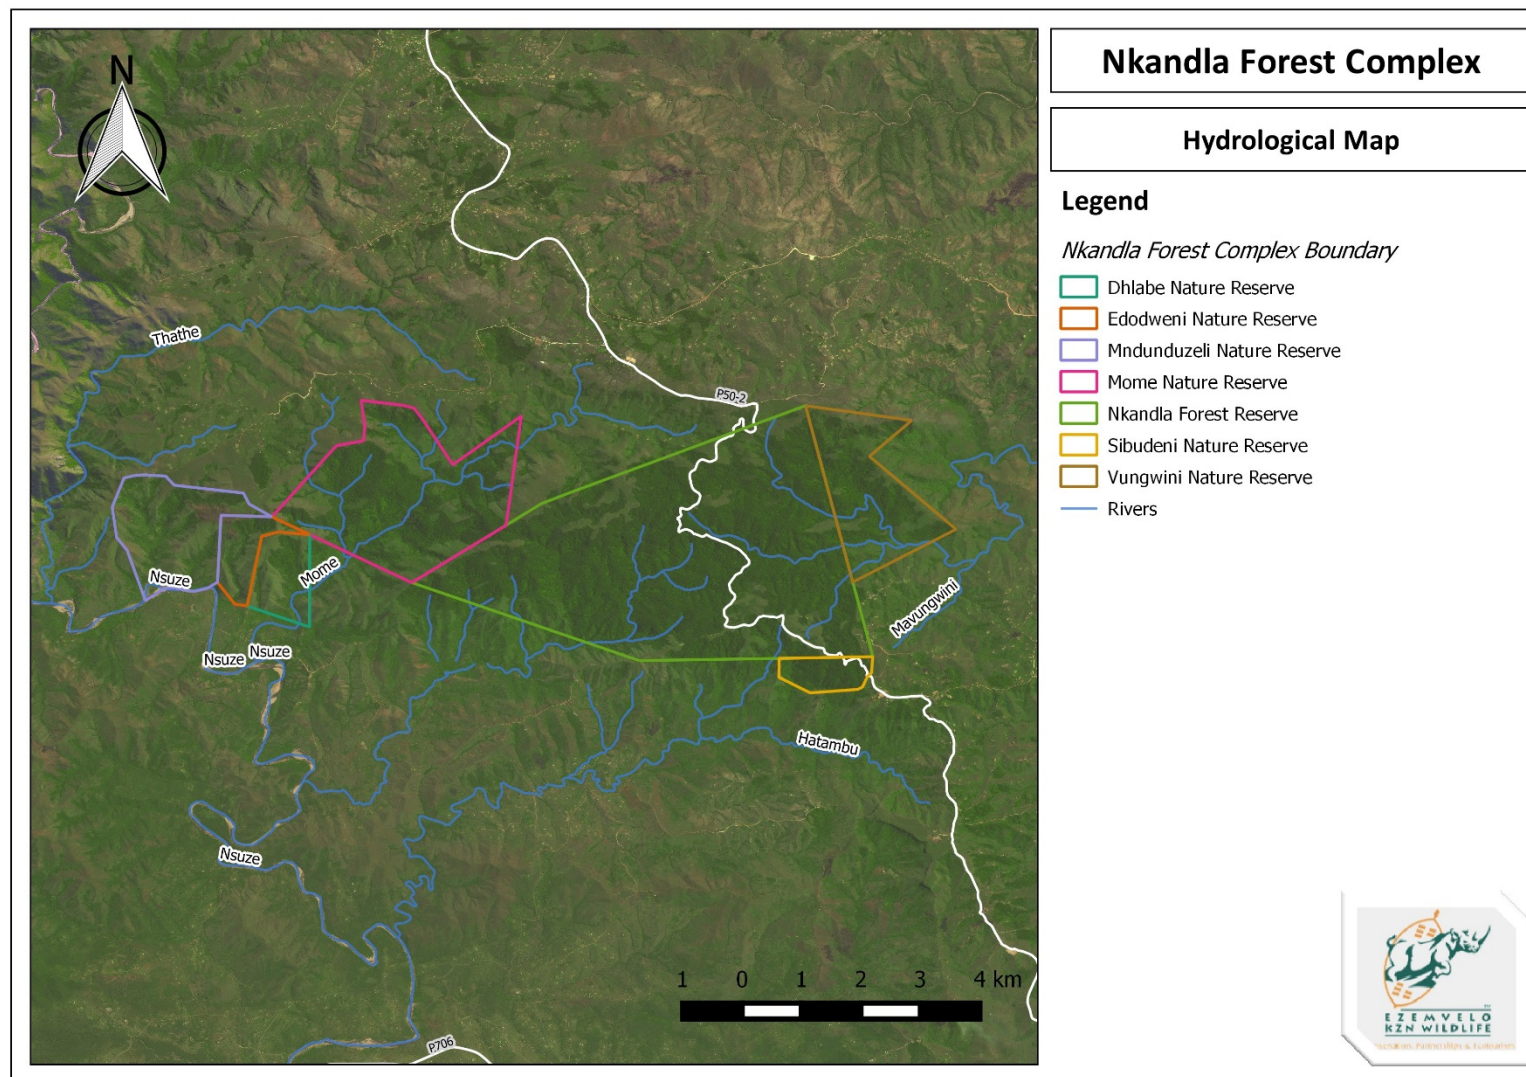 Nkandla Forest Complex
Hydrological Map
Legend
Nkandla Forest Complex Boundary
Dhlabe Nature Reserve
Edodweni Nature Reserve
Mndunduzeli Nature Reserve
Mome Nature Reserve
Nkandla Forest Reserve
Sibudeni Nature Reserve
Vungwini Nature Reserve
Rivers
N
Thathe
P50-2
Nsuze
Mome
Mavungwini
Nsuze
Nsuze
Hatambu
Nsuze
P706
1 0 1 2 3 4 km
EZEMVELO
KZN WILDLIFE